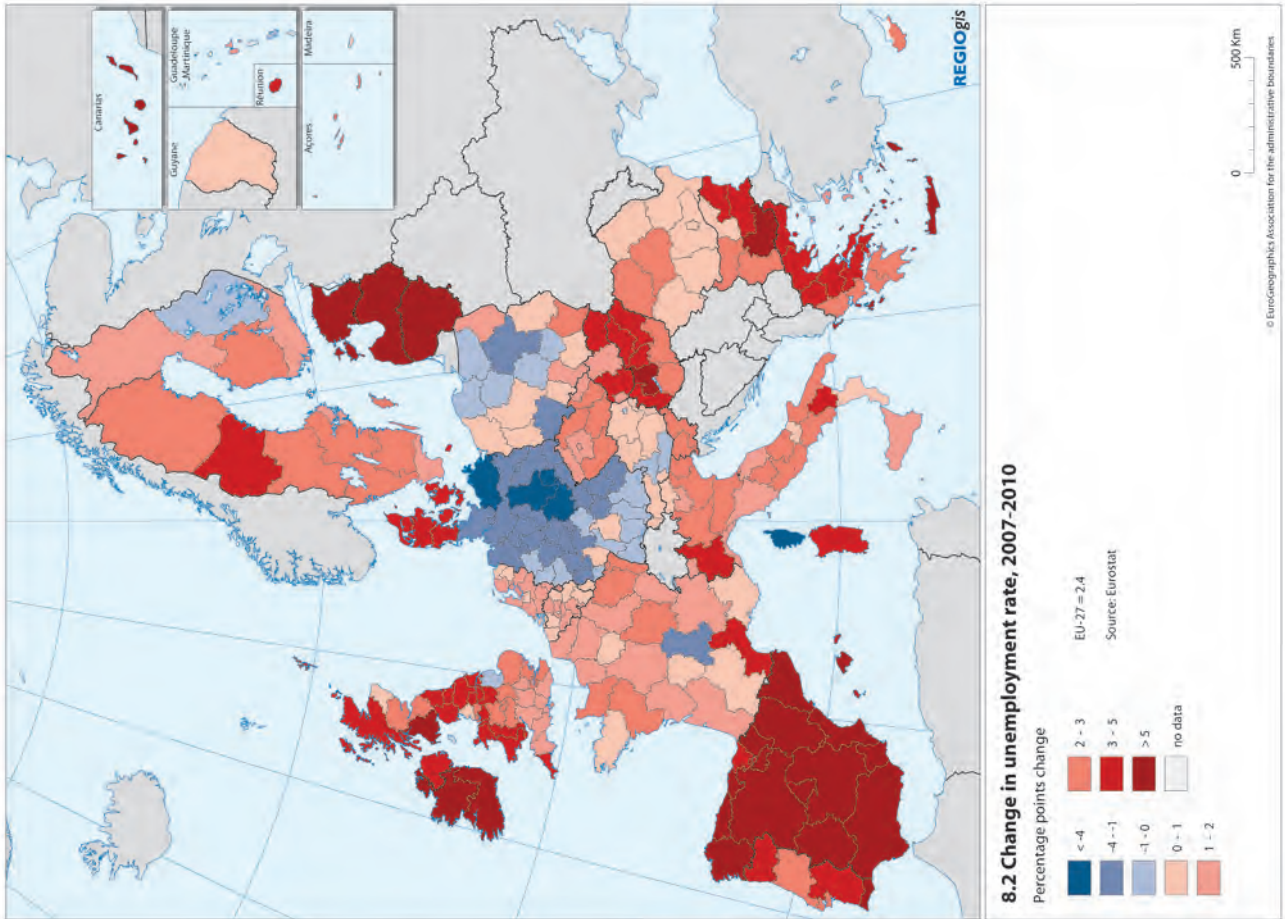 Canarias
Guyane
Guadeloupe
Martinique
Réunion
Açores
Madeira
REGIOgis
8.2 Change in unemployment rate, 2007-2010
Percentage points change
< -4
-4 - -1
-1 - 0
0 - 1
1 - 2
2 - 3
3 - 5
> 5
no data
EU-27 = 2.4
Source: Eurostat
0 500 Km
© EuroGeographics Association for the administrative boundaries